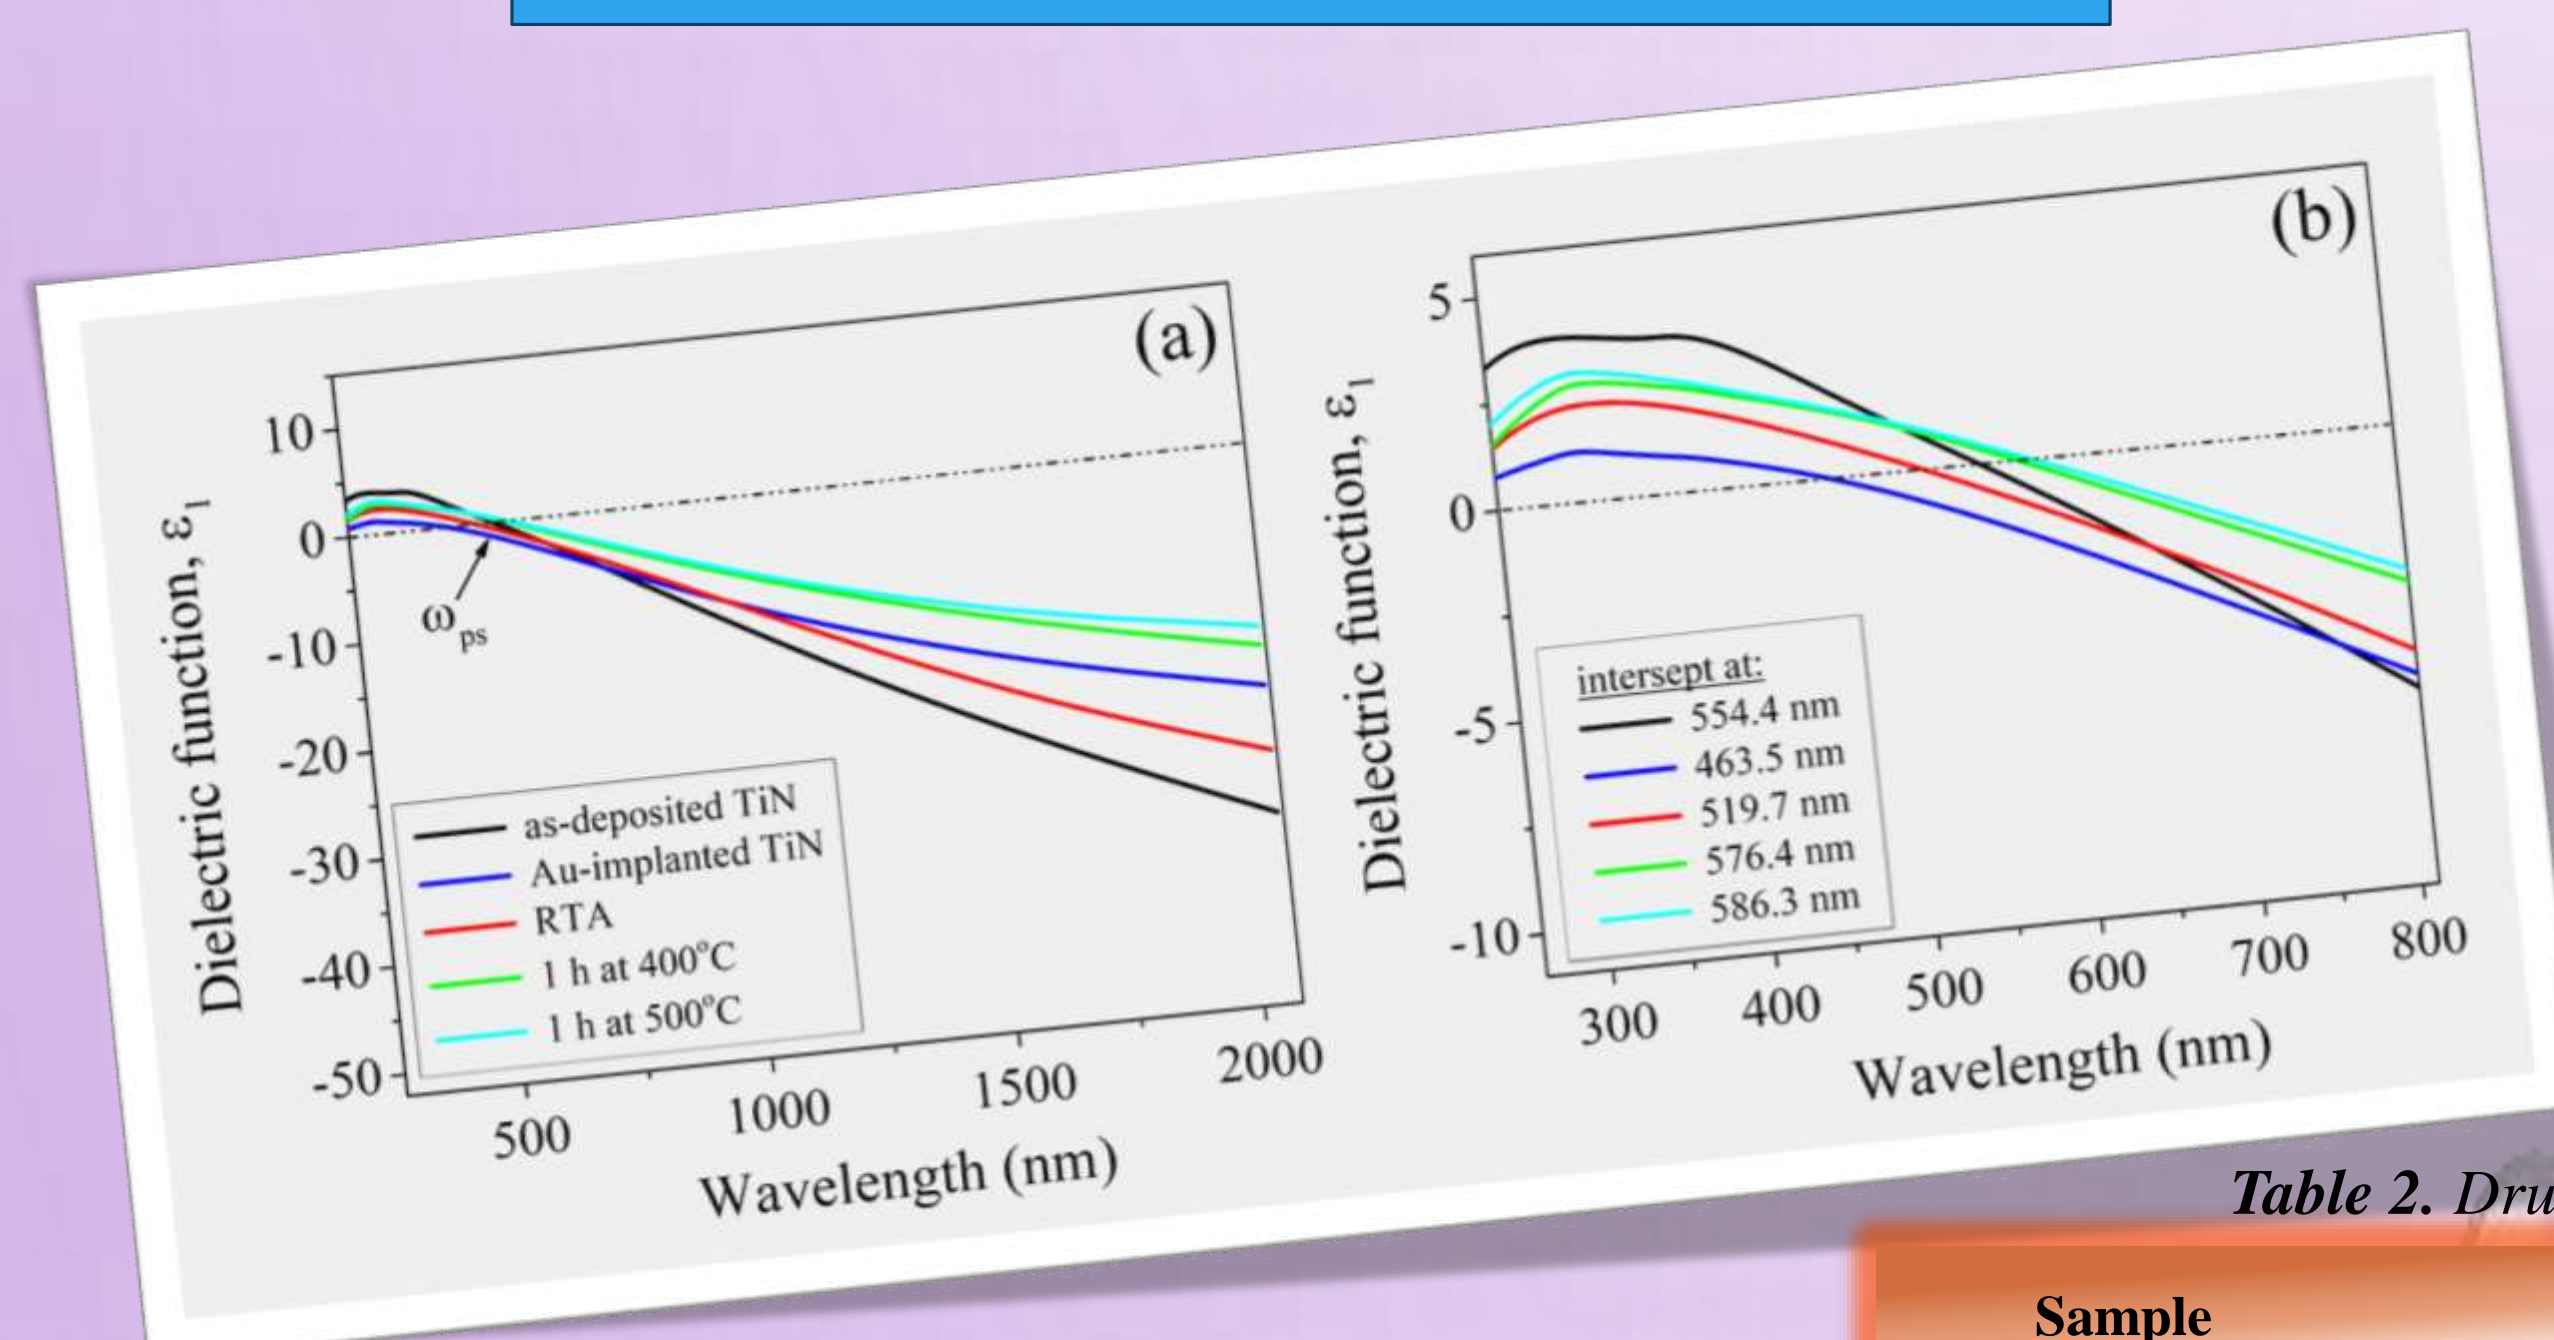 (a)
10
0
-10
-20
-30
-40
-50
Dielectric function, ε1
ωps
as-deposited TiN
Au-implanted TiN
RTA
1 h at 400°C
1 h at 500°C
500
1000
1500
2000
Wavelength (nm)
(b)
5
0
-5
-10
Dielectric function, ε1
intersept at:
554.4 nm
463.5 nm
519.7 nm
576.4 nm
586.3 nm
300
400
500
600
700
800
Wavelength (nm)
Table 2. Dru
Sample